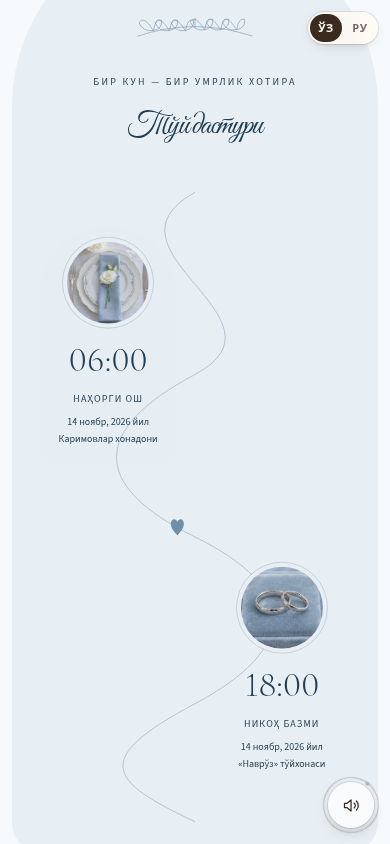 ЎЗ РУ
БИР КУН — БИР УМРЛИК ХОТИРА
Тўй дастури
06:00
НАҲОРГИ ОШ
14 ноябр, 2026 йил
Каримовлар хонадони
18:00
НИКОҲ БАЗМИ
14 ноябр, 2026 йил
«Наврўз» тўйхонаси